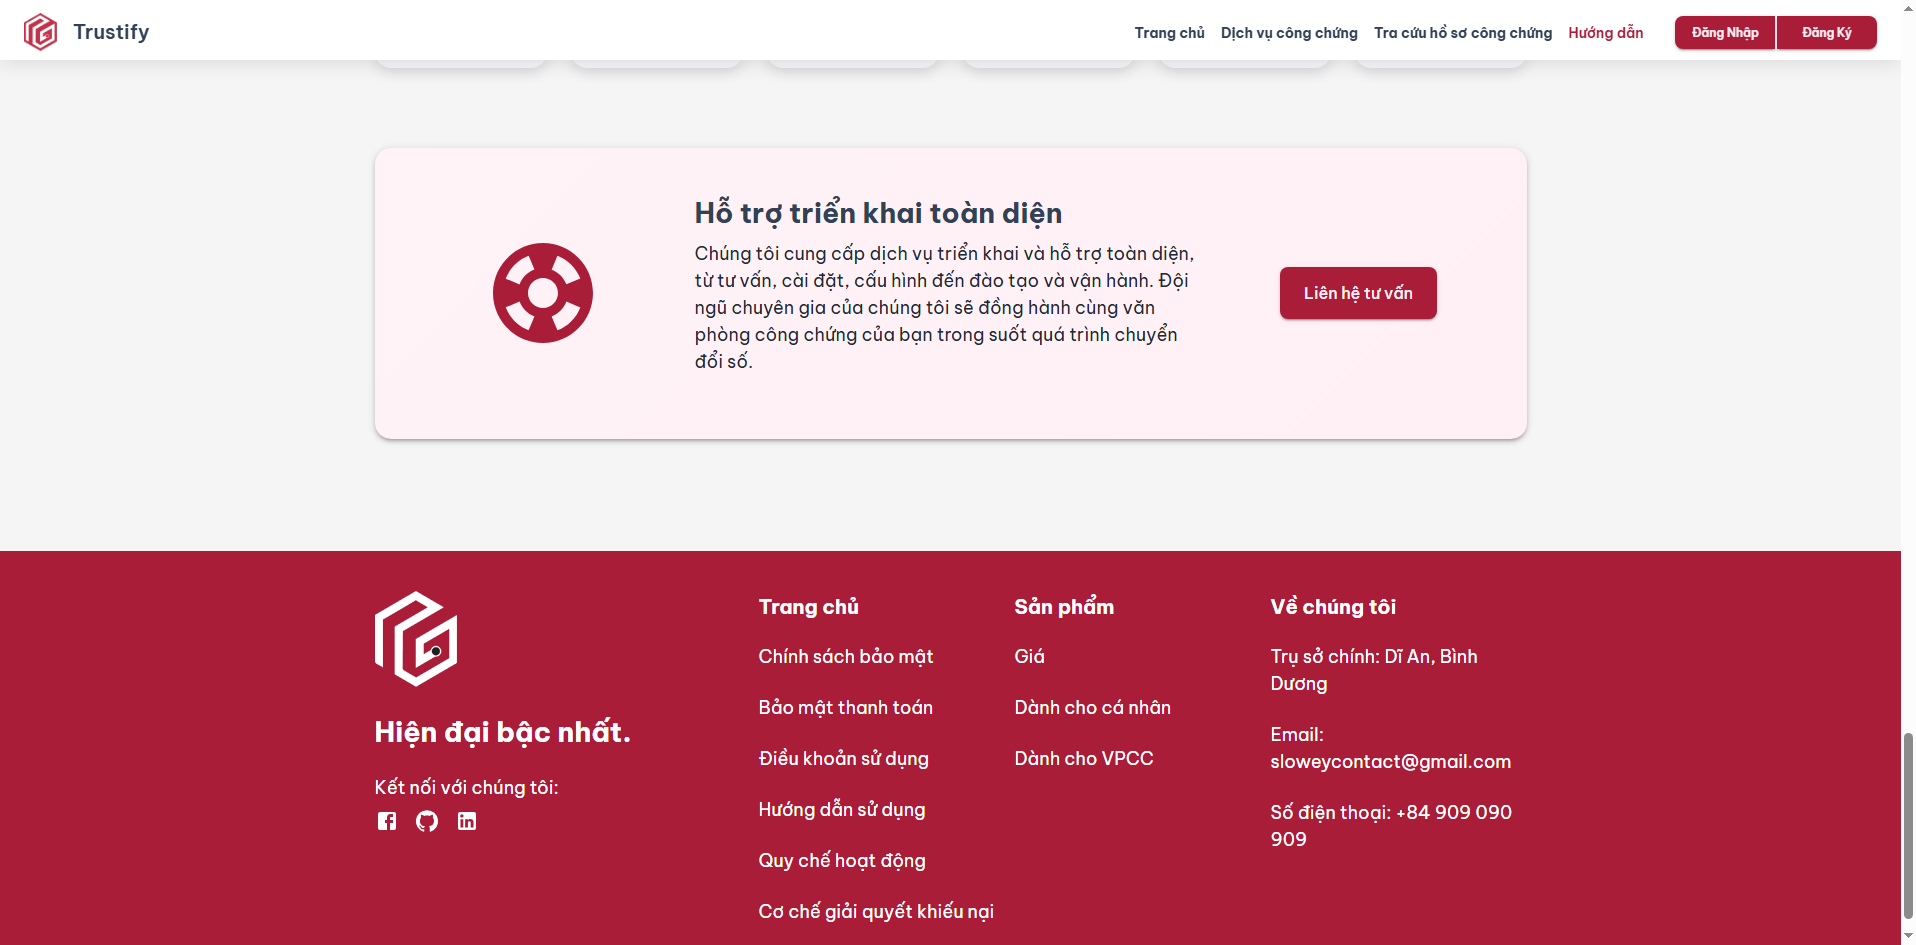 Trustify
Trang chủ
Dịch vụ công chứng
Tra cứu hồ sơ công chứng
Hướng dẫn
Đăng Nhập
Đăng Ký
Hỗ trợ triển khai toàn diện
Chúng tôi cung cấp dịch vụ triển khai và hỗ trợ toàn diện,
từ tư vấn, cài đặt, cấu hình đến đào tạo và vận hành. Đội
ngũ chuyên gia của chúng tôi sẽ đồng hành cùng văn
phòng công chứng của bạn trong suốt quá trình chuyển
đổi số.
Liên hệ tư vấn
Hiện đại bậc nhất.
Kết nối với chúng tôi:
Trang chủ
Chính sách bảo mật
Bảo mật thanh toán
Điều khoản sử dụng
Hướng dẫn sử dụng
Quy chế hoạt động
Cơ chế giải quyết khiếu nại
Sản phẩm
Giá
Dành cho cá nhân
Dành cho VPCC
Về chúng tôi
Trụ sở chính: Dĩ An, Bình
Dương
Email:
sloweycontact@gmail.com
Số điện thoại: +84 909 090
909